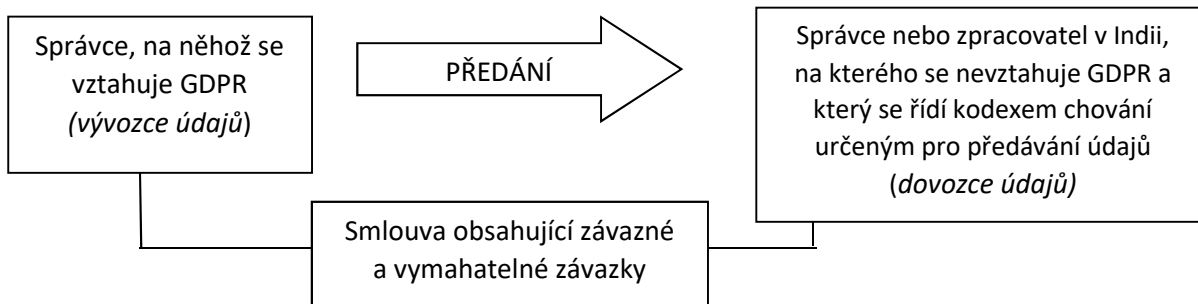 Správce, na něhož se
vztahuje GDPR
(vývozce údajů)
PŘEDÁNÍ
Správce nebo zpracovatel v Indii,
na kterého se nevztahuje GDPR a
který se řídí kodexem chování
určeným pro předávání údajů
(dovozce údajů)
Smlouva obsahující závazné
a vymahatelné závazky